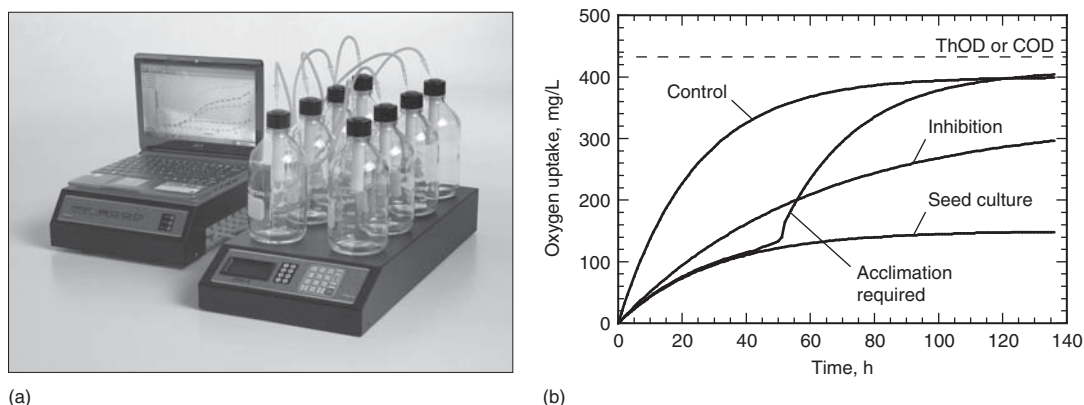 ThOD or COD
Control
Inhibition
Seed culture
Acclimation
required
500
400
300
200
100
0
Oxygen uptake, mg/L
0 20 40 60 80 100 120 140
Time, h
(a)
(b)